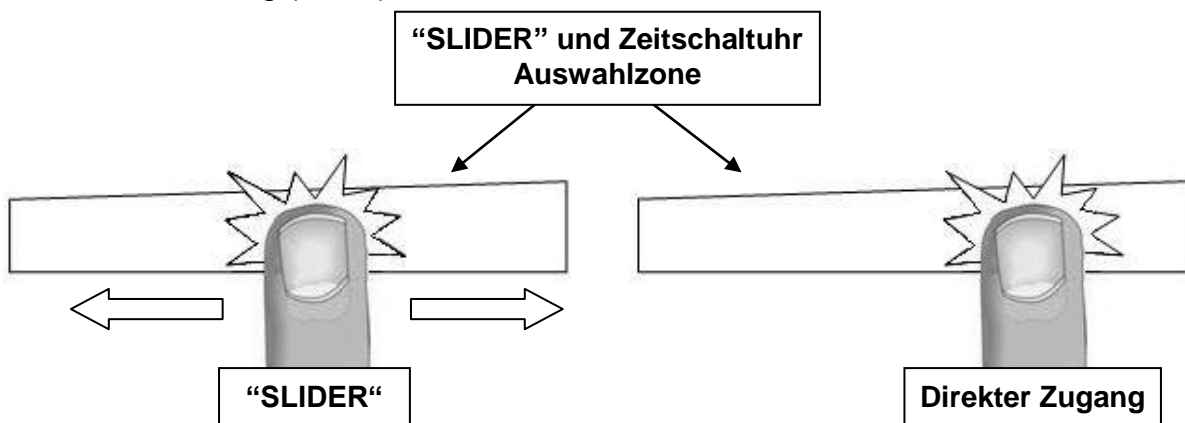 “SLIDER” und Zeitschaltuhr
Auswahlzone
“SLIDER“
Direkter Zugang